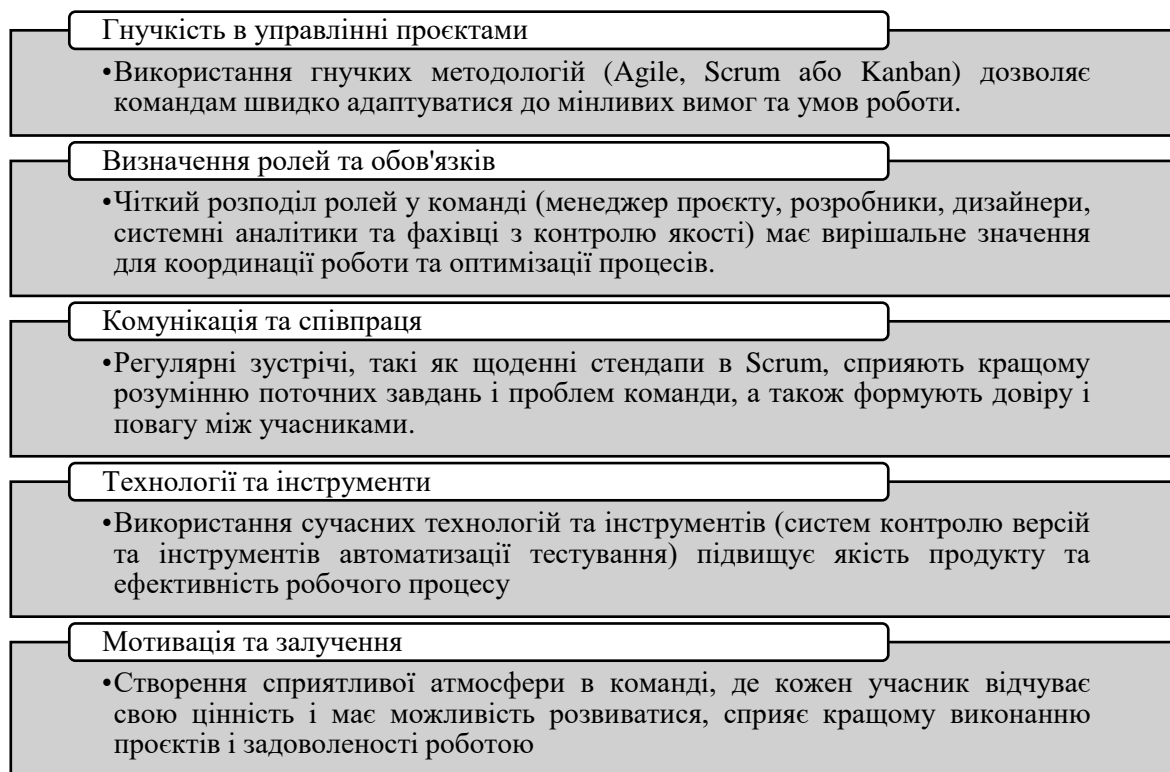 Гнучкість в управлінні проєктами
•Використання гнучких методологій (Agile, Scrum або Kanban) дозволяє
командам швидко адаптуватися до мінливих вимог та умов роботи.
Визначення ролей та обов'язків
•Чіткий розподіл ролей у команді (менеджер проєкту, розробники, дизайнери,
системні аналітики та фахівці з контролю якості) має вирішальне значення
для координації роботи та оптимізації процесів.
Комунікація та співпраця
•Регулярні зустрічі, такі як щоденні стендапи в Scrum, сприяють кращому
розумінню поточних завдань і проблем команди, а також формують довіру і
повагу між учасниками.
Технології та інструменти
•Використання сучасних технологій та інструментів (систем контролю версій
та інструментів автоматизації тестування) підвищує якість продукту та
ефективність робочого процесу
Мотивація та залучення
•Створення сприятливої атмосфери в команді, де кожен учасник відчуває
свою цінність і має можливість розвиватися, сприяє кращому виконанню
проєктів і задоволеності роботою